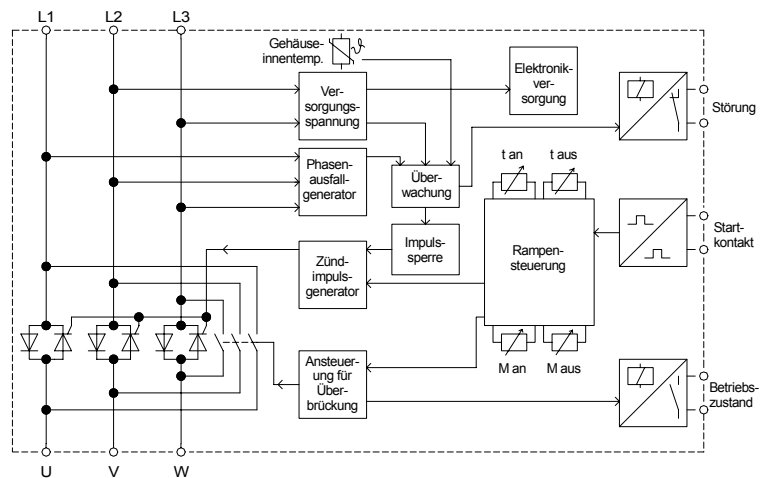 L1
L2
L3
Gehäuse-
innentemp.
ϑ
Ver-
sorgungs-
spannung
Elektronik-
ver-
sorgung
Störung
Phasen-
ausfall-
generator
Über-
wachung
t an
t aus
Impuls-
sperre
Rampen-
steuerung
Start-
kontakt
Zünd-
impuls-
generator
M an
M aus
Ansteuer-
ung für
Über-
brückung
Betriebs-
zustand
U
V
W